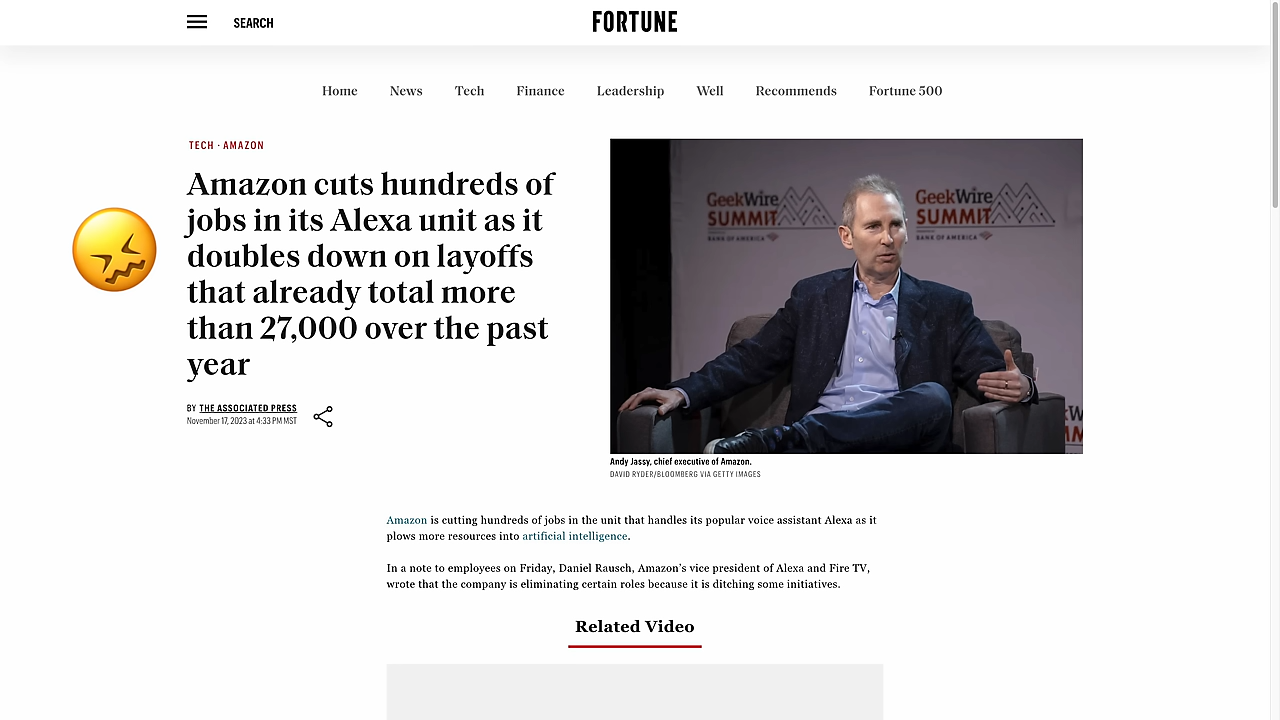 SEARCH
FORTUNE
Home News Tech Finance Leadership Well Recommends Fortune 500
TECH · AMAZON
Amazon cuts hundreds of
jobs in its Alexa unit as it
doubles down on layoffs
that already total more
than 27,000 over the past
year
BY THE ASSOCIATED PRESS
November 17, 2023 at 4:33 PM MST
GeekWire
SUMMIT
BANK OF AMERICA
GeekWire
SUMMIT
BANK OF AMERICA
Andy Jassy, chief executive of Amazon.
DAVID RYDER/BLOOMBERG VIA GETTY IMAGES
Amazon is cutting hundreds of jobs in the unit that handles its popular voice assistant Alexa as it
plows more resources into artificial intelligence.
In a note to employees on Friday, Daniel Rausch, Amazon's vice president of Alexa and Fire TV,
wrote that the company is eliminating certain roles because it is ditching some initiatives.
Related Video